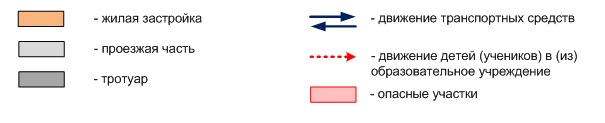 - жилая застройка
- проезжая часть
- тротуар
- движение транспортных средств
- движение детей (учеников) в (из)
образовательное учреждение
- опасные участки